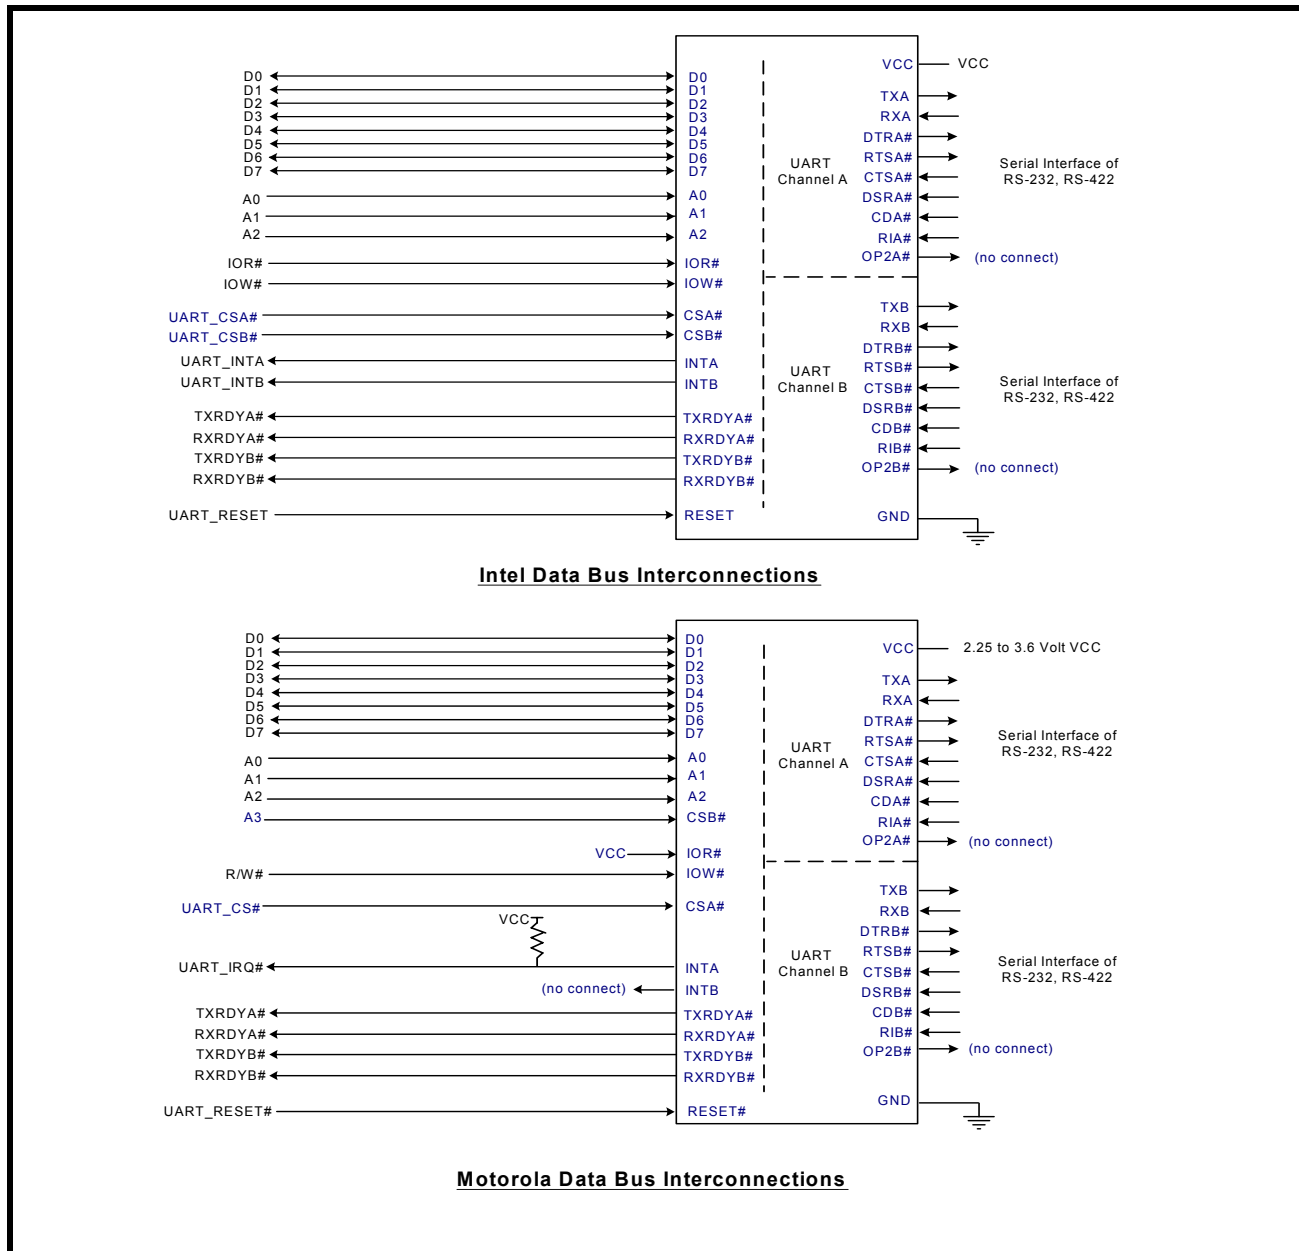 D0 D0 VCC VCC
D1 D1
D2 D2 TXA
D3 D3 RXA
D4 D4 DTRA#
D5 D5 RTSA#
D6 D6 UART Serial Interface of
D7 D7 Channel A CTSA# RS-232, RS-422
A0 A0 DSRA#
A1 A1 CDA#
A2 A2 RIA#
IOR# IOR# OP2A# (no connect)
IOW# IOW#
UART_CSA# CSA# TXB
UART_CSB# CSB# RXB
DTRB#
UART_INTA INTA UART RTSB# Serial Interface of
UART_INTB INTB Channel B CTSB# RS-232, RS-422
DSRB#
TXRDYA# TXRDYA# CDB#
RXRDYA# RXRDYA# RIB#
TXRDYB# TXRDYB# OP2B# (no connect)
RXRDYB# RXRDYB#
UART_RESET RESET GND
Intel Data Bus Interconnections
D0 D0 VCC 2.25 to 3.6 Volt VCC
D1 D1
D2 D2 TXA
D3 D3 RXA
D4 D4 DTRA#
D5 D5 RTSA#
D6 D6 UART Serial Interface of
D7 D7 Channel A CTSA# RS-232, RS-422
A0 A0 DSRA#
A1 A1 CDA#
A2 A2 RIA#
A3 CSB# OP2A# (no connect)
VCC IOR#
R/W# IOW#
TXB
UART_CS# CSA# RXB
VCC DTRB#
RTSB#
UART_IRQ# INTA UART CTSB# Serial Interface of
(no connect) INTB Channel B DSRB# RS-232, RS-422
TXRDYA# TXRDYA# CDB#
RXRDYA# RXRDYA# RIB#
TXRDYB# TXRDYB# OP2B# (no connect)
RXRDYB# RXRDYB#
UART_RESET# RESET# GND
Motorola Data Bus Interconnections